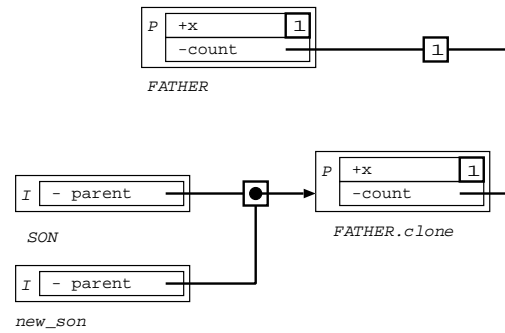 P +x 1
-count 1
FATHER
P +x 1
I - parent -count
SON FATHER.clone
I - parent
new_son